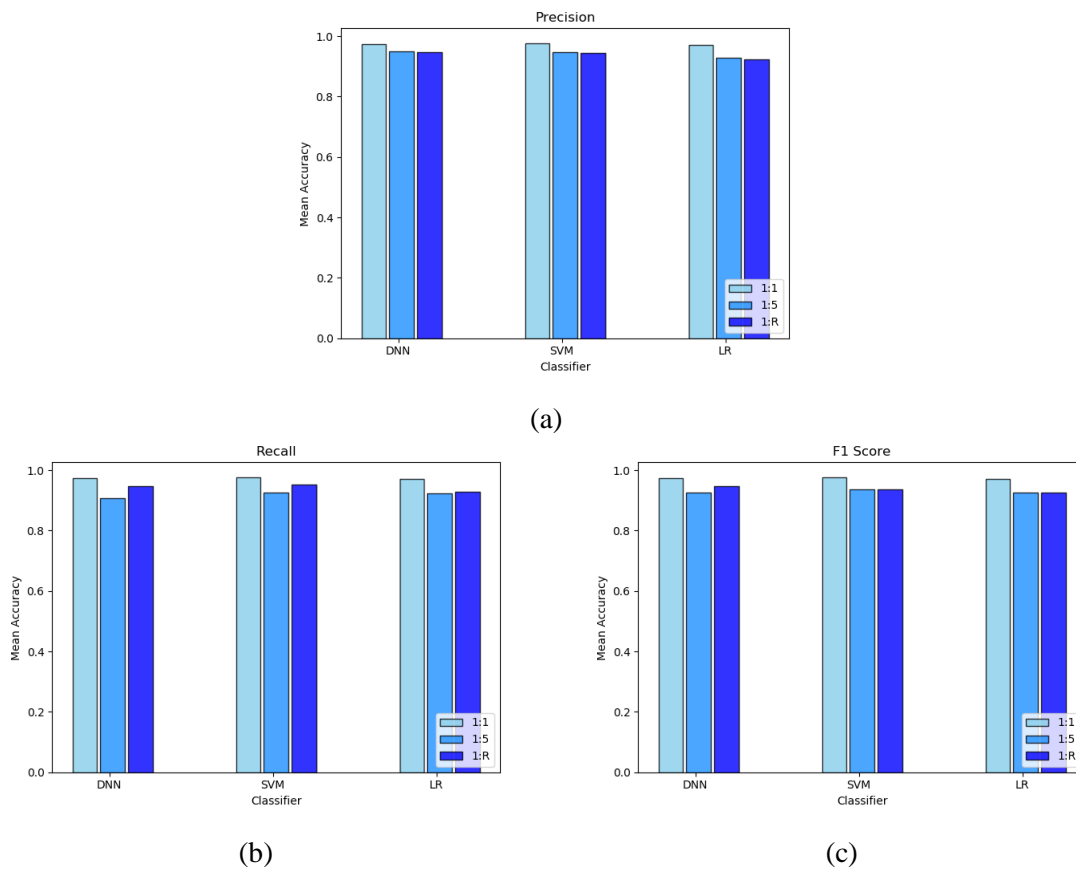 Precision
1.0
0.8
0.6
0.4
0.2
0.0
Mean Accuracy
1:1
1:5
1:R
DNN SVM LR
Classifier
(a)
Recall
1.0
0.8
0.6
0.4
0.2
0.0
Mean Accuracy
1:1
1:5
1:R
DNN SVM LR
Classifier
(b)
F1 Score
1.0
0.8
0.6
0.4
0.2
0.0
Mean Accuracy
1:1
1:5
1:R
DNN SVM LR
Classifier
(c)